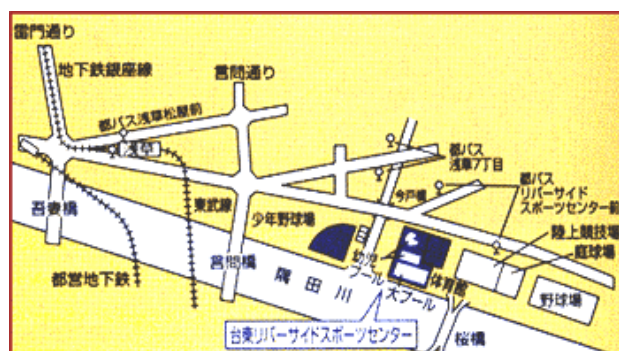 雷門通り
地下鉄銀座線
言問通り
都バス浅草松屋前
浅草
都バス
浅草7丁目
今戸橋
都バス
リバーサイド
スポーツセンター前
吾妻橋
東武線
少年野球場
陸上競技場
庭球場
幼児
プール
体育館
大プール
野球場
言問橋
隅田川
都営地下鉄
台東リバーサイドスポーツセンター
桜橋